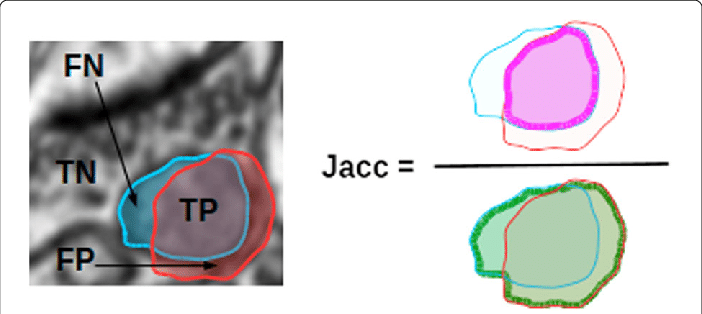 FN
TN
TP
FP
Jacc =